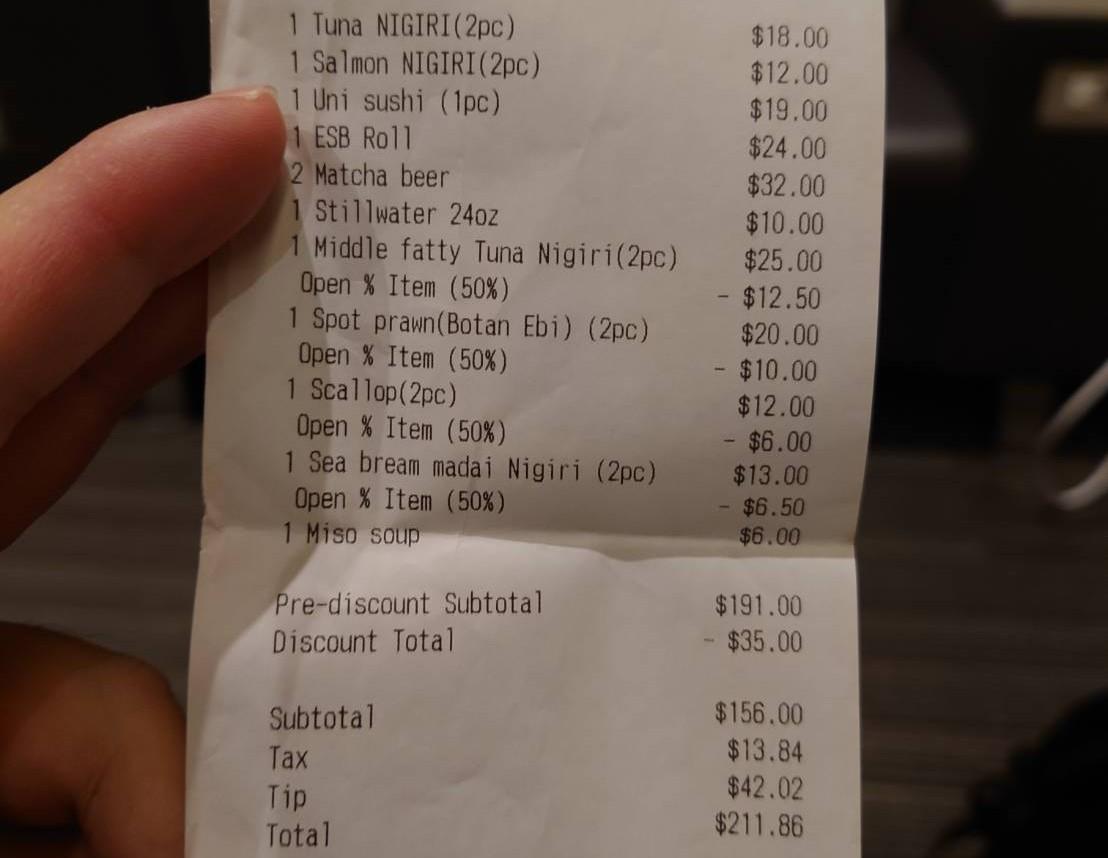 1 Tuna NIGIRI(2pc) $18.00
1 Salmon NIGIRI(2pc) $12.00
1 Uni sushi (1pc) $19.00
1 ESB Roll $24.00
2 Matcha beer $32.00
1 Stillwater 24oz $10.00
1 Middle fatty Tuna Nigiri(2pc) $25.00
Open % Item (50%) - $12.50
1 Spot prawn(Botan Ebi) (2pc) $20.00
Open % Item (50%) - $10.00
1 Scallop(2pc) $12.00
Open % Item (50%) - $6.00
1 Sea bream madai Nigiri (2pc) $13.00
Open % Item (50%) - $6.50
1 Miso soup $6.00
Pre-discount Subtotal $191.00
Discount Total - $35.00
Subtotal $156.00
Tax $13.84
Tip $42.02
Total $211.86